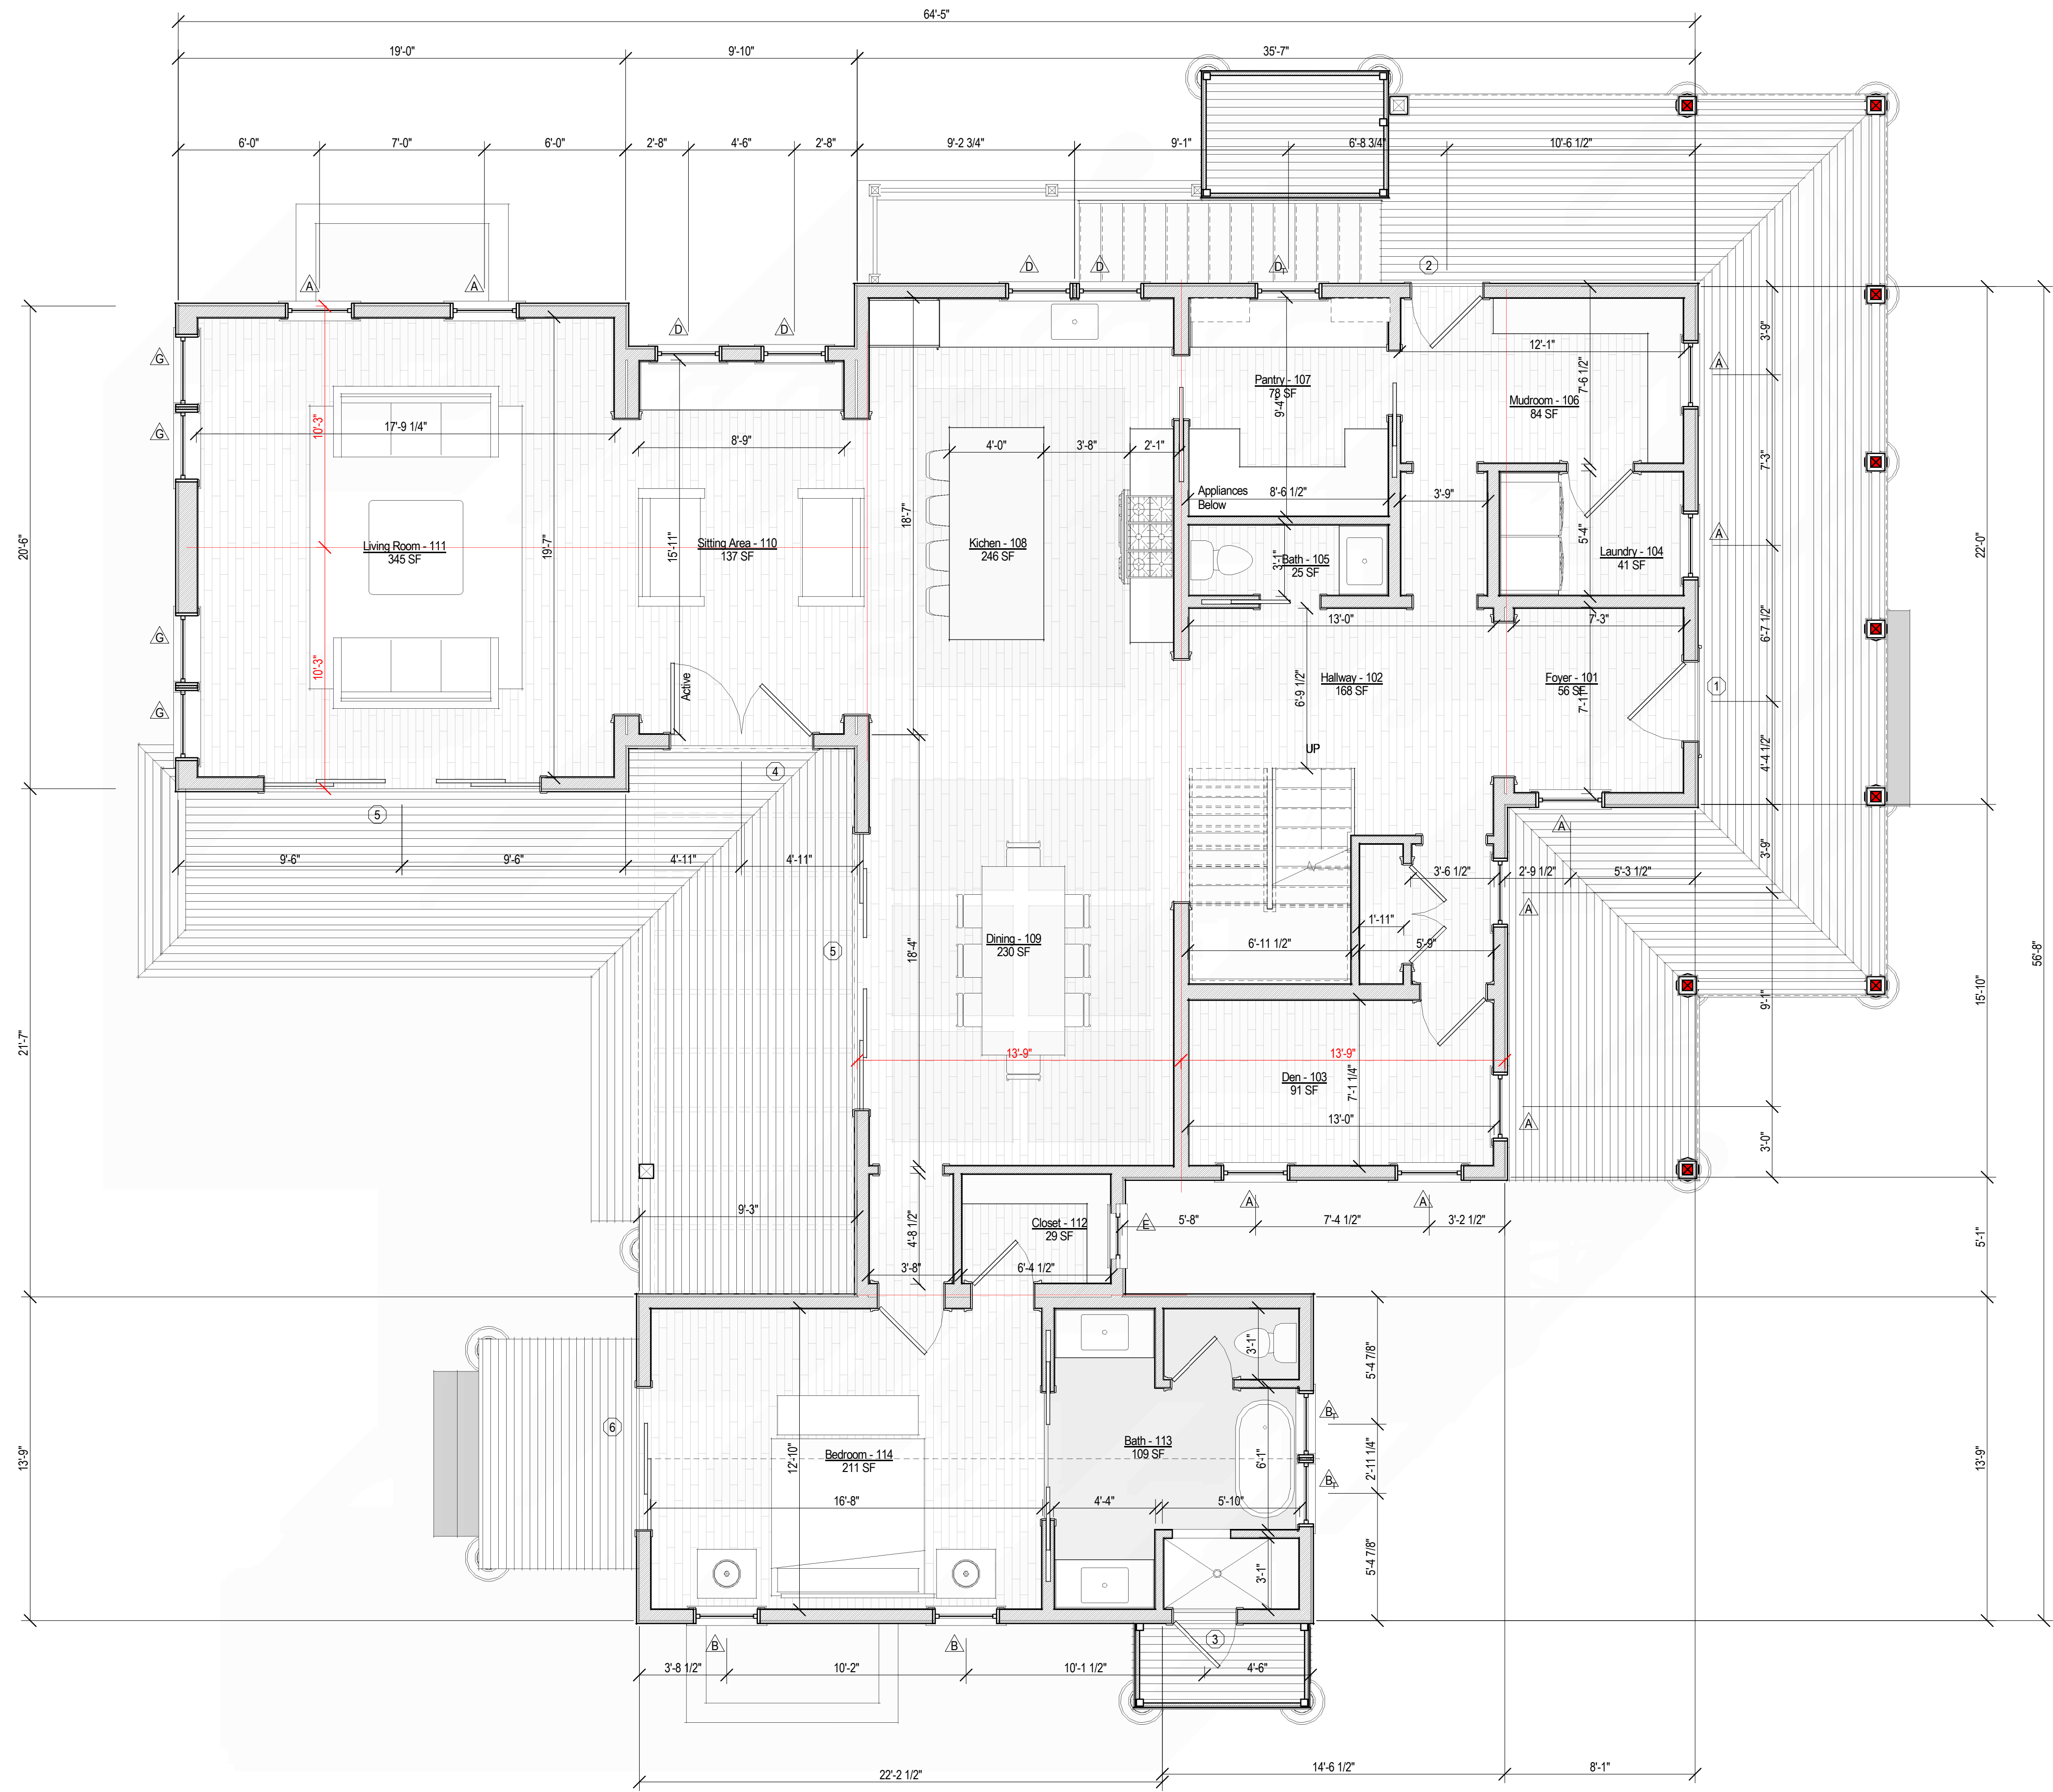 64'-5"
19'-0"
9'-10"
35'-7"
6'-0"
7'-0"
6'-0"
2'-8"
4'-6"
2'-8"
9'-2 3/4"
9'-1"
6'-8 3/4"
10'-6 1/2"
A
A
D
D
D
D
D
2
G
G
G
G
A
A
12'-1"
7'-6 1/2"
3'-9"
Pantry - 107
78 SF
9'-4"
Mudroom - 106
84 SF
10'-3"
17'-9 1/4"
8'-9"
4'-0"
3'-8"
2'-1"
7'-3"
Appliances
Below
8'-6 1/2"
3'-9"
20'-6"
Living Room - 111
345 SF
19'-7"
15'-11"
Sitting Area - 110
137 SF
18'-7"
Kichen - 108
246 SF
3'-1"
Bath - 105
25 SF
5'-4"
Laundry - 104
41 SF
22'-0"
13'-0"
7'-3"
6'-7 1/2"
10'-3"
Active
6'-9 1/2"
Hallway - 102
168 SF
Foyer - 101
56 SF
7'-11"
1
UP
4'-4 1/2"
4
5
A
9'-6"
9'-6"
4'-11"
4'-11"
3'-6 1/2"
2'-9 1/2"
5'-3 1/2"
3'-9"
A
1'-11"
5
Dining - 109
230 SF
18'-4"
6'-11 1/2"
5'-9"
56'-8"
9'-1"
15'-10"
21'-7"
13'-9"
13'-9"
Den - 103
91 SF
7'-1 1/4"
13'-0"
A
3'-0"
9'-3"
4'-8 1/2"
Closet - 112
29 SF
E
A
A
5'-8"
7'-4 1/2"
3'-2 1/2"
5'-1"
3'-8"
6'-4 1/2"
3'-1"
5'-4 7/8"
6
B
Bedroom - 114
211 SF
12'-10"
Bath - 113
109 SF
6'-1"
2'-11 1/4"
B
13'-9"
13'-9"
16'-8"
4'-4"
5'-10"
5'-4 7/8"
3'-1"
B
B
3
3'-8 1/2"
10'-2"
10'-1 1/2"
4'-6"
22'-2 1/2"
14'-6 1/2"
8'-1"